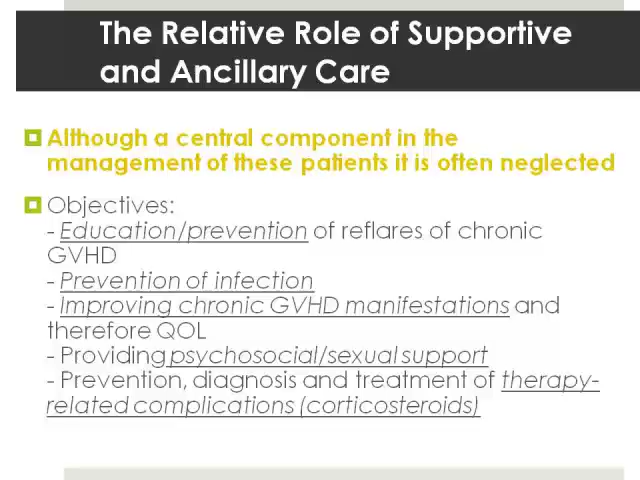 The Relative Role of Supportive
and Ancillary Care
Although a central component in the
management of these patients it is often neglected
Objectives:
- Education/prevention of reflares of chronic
GVHD
- Prevention of infection
- Improving chronic GVHD manifestations and
therefore QOL
- Providing psychosocial/sexual support
- Prevention, diagnosis and treatment of therapy-
related complications (corticosteroids)